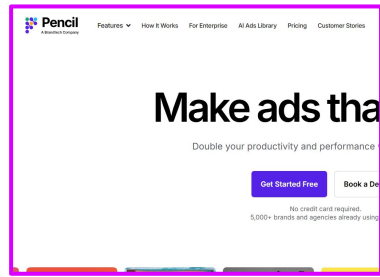 Pencil
A Brandtech Company
Features How It Works For Enterprise AI Ads Library Pricing Customer Stories
Make ads tha
Double your productivity and performance
Get Started Free Book a De
No credit card required.
5,000+ brands and agencies already using